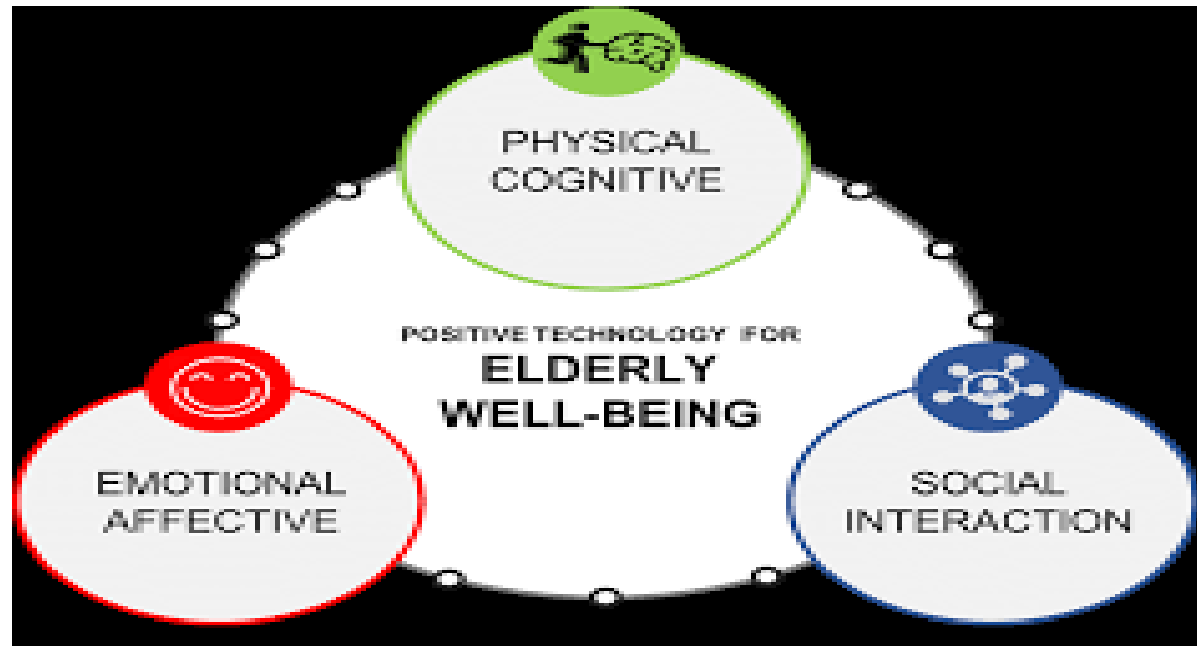 PHYSICAL
COGNITIVE
POSITIVE TECHNOLOGY FOR
ELDERLY
WELL-BEING
EMOTIONAL
AFFECTIVE
SOCIAL
INTERACTION